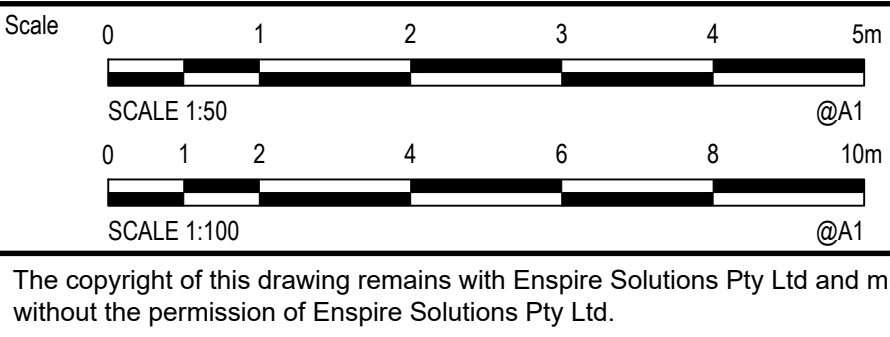 Scale
0 1 2 3 4 5m
SCALE 1:50 @A1
0 1 2 4 6 8 10m
SCALE 1:100 @A1
The copyright of this drawing remains with Enspire Solutions Pty Ltd and m
without the permission of Enspire Solutions Pty Ltd.